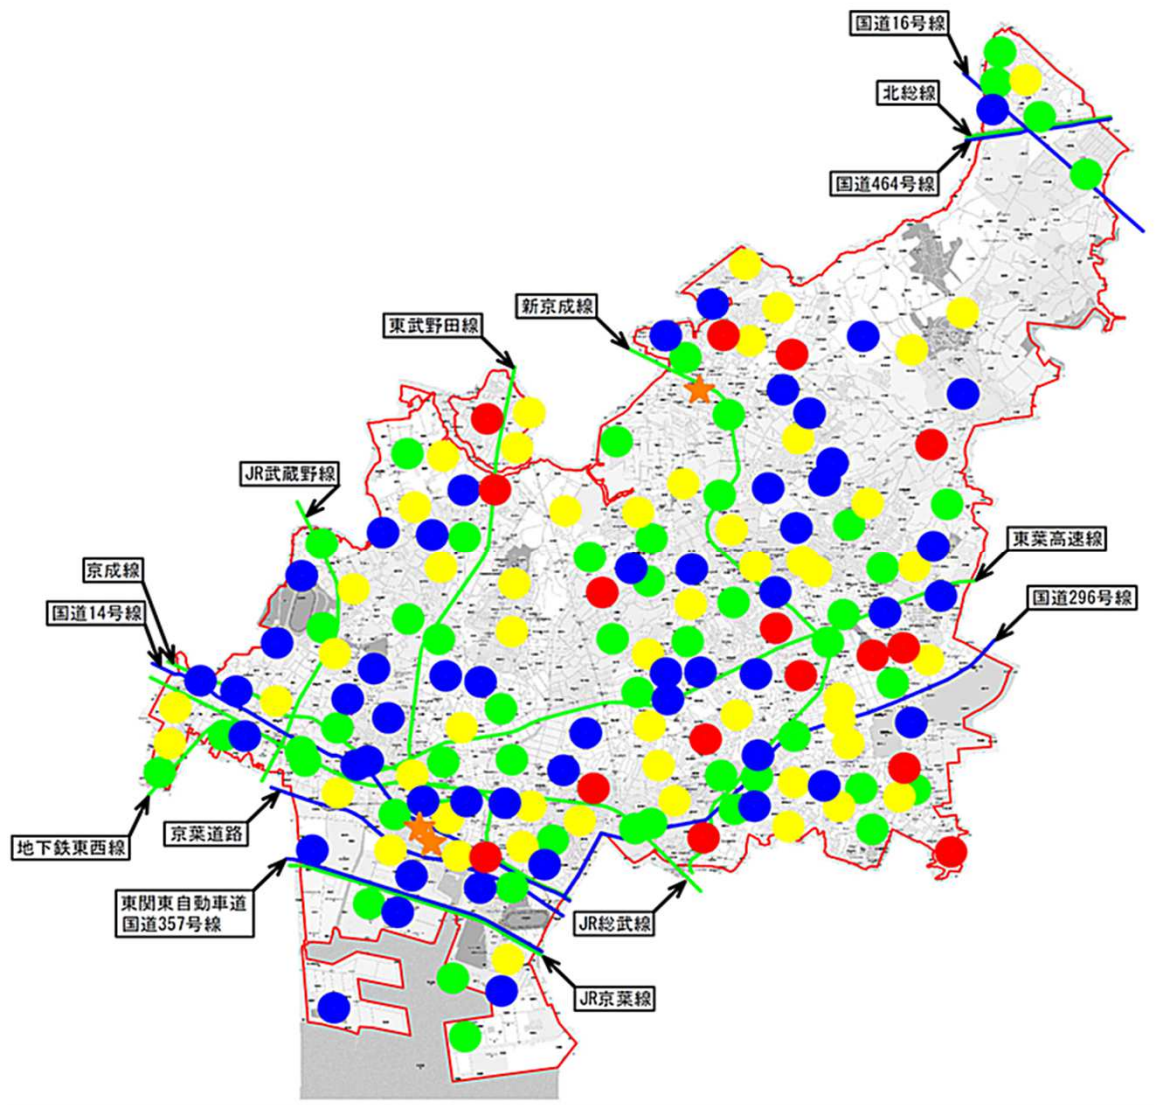 国道16号線
北総線
国道464号線
新京成線
東武野田線
JR武蔵野線
東葉高速線
京成線
国道296号線
国道14号線
京葉道路
地下鉄東西線
東関東自動車道
国道357号線
JR総武線
JR京葉線